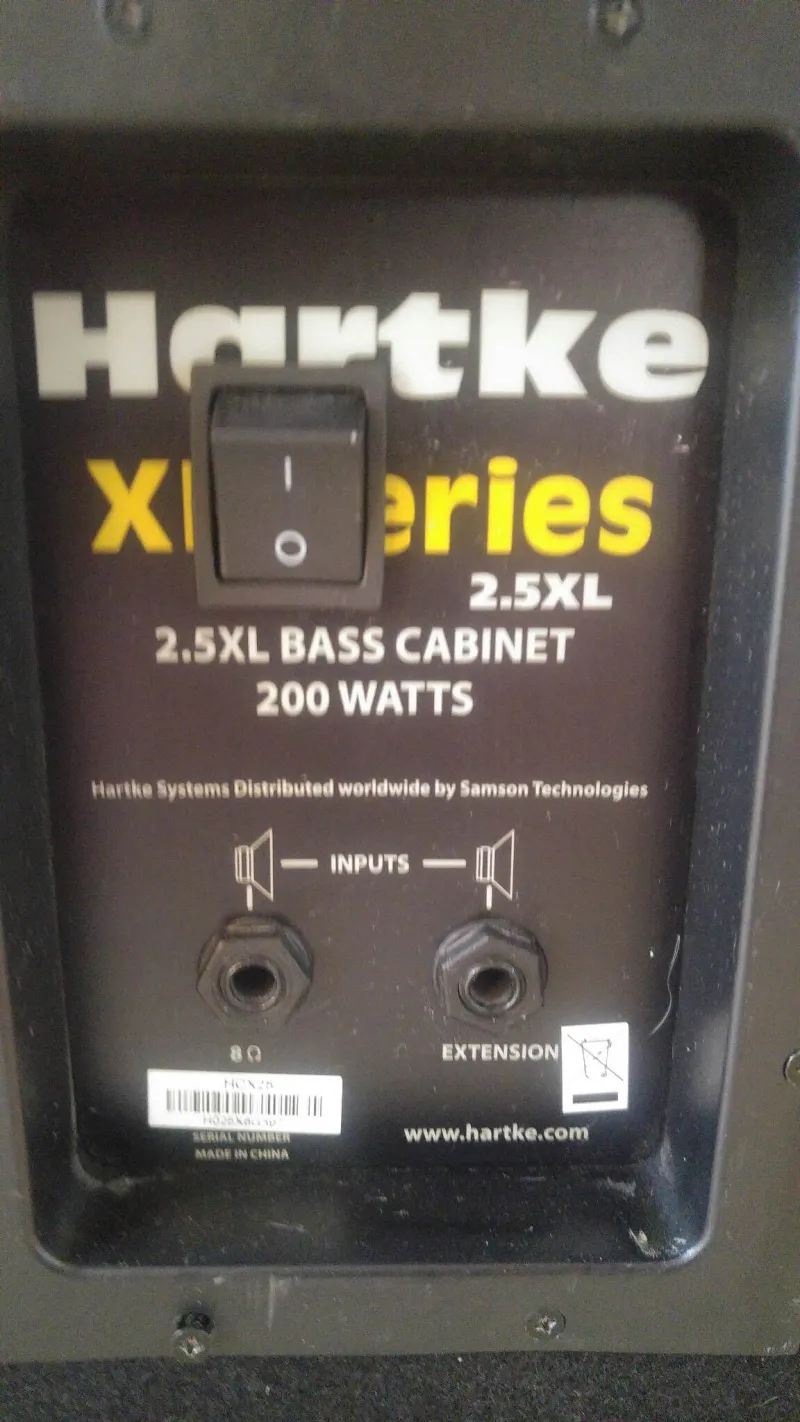 Hartke
XL Series
2.5XL
2.5XL BASS CABINET
200 WATTS
Hartke Systems Distributed worldwide by Samson Technologies
INPUTS
8 Ω
EXTENSION
HCX25
SERIAL NUMBER
www.hartke.com
MADE IN CHINA